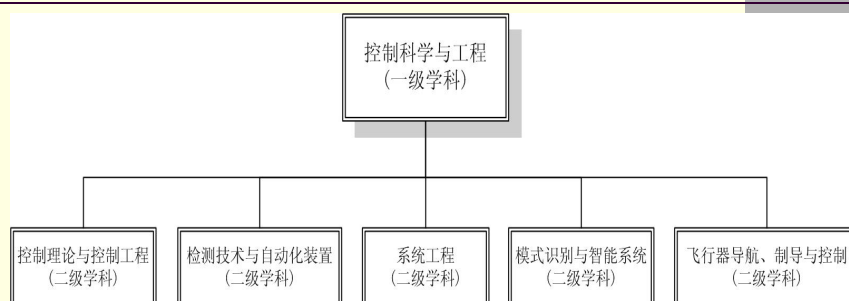 控制科学与工程
(一级学科)
控制理论与控制工程
(二级学科)
检测技术与自动化装置
(二级学科)
系统工程
(二级学科)
模式识别与智能系统
(二级学科)
飞行器导航、制导与控制
(二级学科)